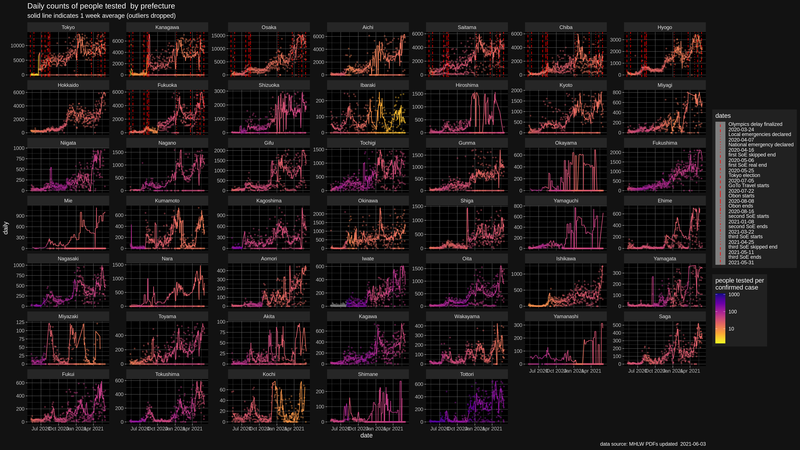 Daily counts of people tested by prefecture
solid line indicates 1 week average (outliers dropped)
Tokyo
Kanagawa
Osaka
Aichi
Saitama
Chiba
Hyogo
Hokkaido
Fukuoka
Shizuoka
Ibaraki
Hiroshima
Kyoto
Miyagi
Niigata
Nagano
Gifu
Tochigi
Gunma
Okayama
Fukushima
Mie
Kumamoto
Kagoshima
Okinawa
Shiga
Yamaguchi
Ehime
Nagasaki
Nara
Aomori
Iwate
Oita
Ishikawa
Yamagata
Miyazaki
Toyama
Akita
Kagawa
Wakayama
Yamanashi
Saga
Fukui
Tokushima
Kochi
Shimane
Tottori
daily
date
dates
Olympics delay finalized
2020-03-24
Local emergencies declared
2020-04-07
National emergency declared
2020-04-16
first SoE skipped end
2020-05-06
first SoE real end
2020-05-25
Tokyo election
2020-07-05
GoTo Travel starts
2020-07-22
Obon starts
2020-08-08
Obon ends
2020-08-16
second SoE starts
2021-01-08
second SoE ends
2021-03-22
third SoE starts
2021-04-25
third SoE skipped end
2021-05-11
third SoE ends
2021-05-31
people tested per
confirmed case
1000
100
10
data source: MHLW PDFs updated 2021-06-03